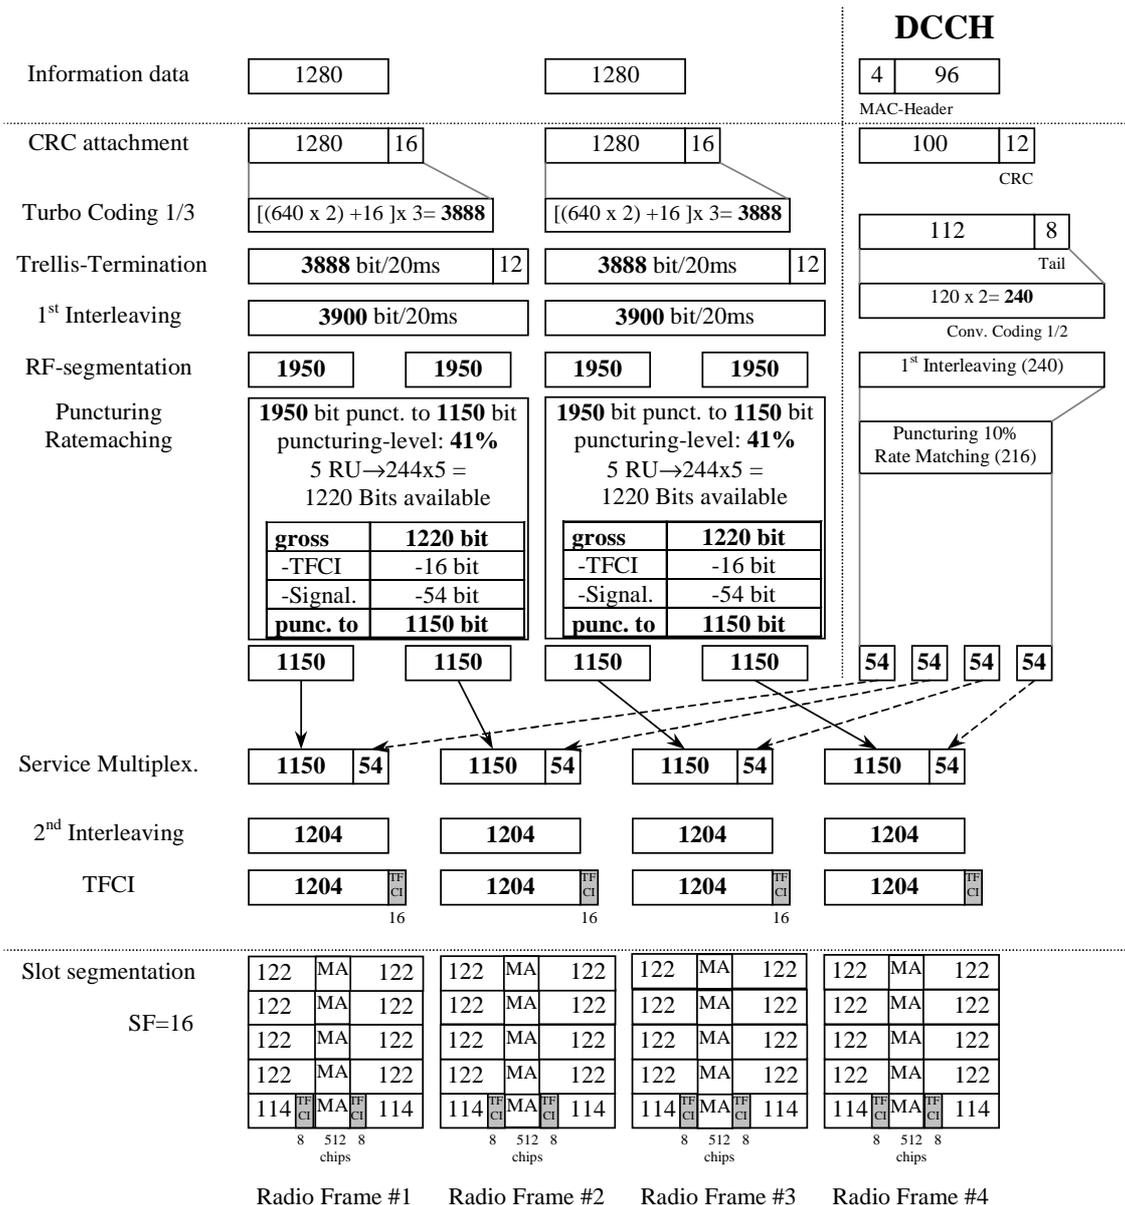 DCCH
Information data 1280 1280 4 96
MAC-Header
CRC attachment 1280 16 1280 16 100 12
CRC
Turbo Coding 1/3 [(640 x 2) +16 ]x 3= 3888 [(640 x 2) +16 ]x 3= 3888
112 8
Tail
Trellis-Termination 3888 bit/20ms 12 3888 bit/20ms 12
120 x 2= 240
Conv. Coding 1/2
1st Interleaving 3900 bit/20ms 3900 bit/20ms
RF-segmentation 1950 1950 1950 1950 1st Interleaving (240)
Puncturing
Ratemaching
1950 bit punct. to 1150 bit
puncturing-level: 41%
5 RU→244x5 =
1220 Bits available
gross 1220 bit
-TFCI -16 bit
-Signal. -54 bit
punc. to 1150 bit
1950 bit punct. to 1150 bit
puncturing-level: 41%
5 RU→244x5 =
1220 Bits available
gross 1220 bit
-TFCI -16 bit
-Signal. -54 bit
punc. to 1150 bit
Puncturing 10%
Rate Matching (216)
1150 1150 1150 1150 54 54 54 54
Service Multiplex. 1150 54 1150 54 1150 54 1150 54
2nd Interleaving 1204 1204 1204 1204
TFCI 1204 TF CI 1204 TF CI 1204 TF CI 1204 TF CI
16 16 16
Slot segmentation 122 MA 122 122 MA 122 122 MA 122 122 MA 122
SF=16 122 MA 122 122 MA 122 122 MA 122 122 MA 122
122 MA 122 122 MA 122 122 MA 122 122 MA 122
122 MA 122 122 MA 122 122 MA 122 122 MA 122
114 TF CI MA TF CI 114 114 TF CI MA TF CI 114 114 TF CI MA TF CI 114 114 TF CI MA TF CI 114
8 512 8 8 512 8 8 512 8 8 512 8
chips chips chips chips
Radio Frame #1 Radio Frame #2 Radio Frame #3 Radio Frame #4